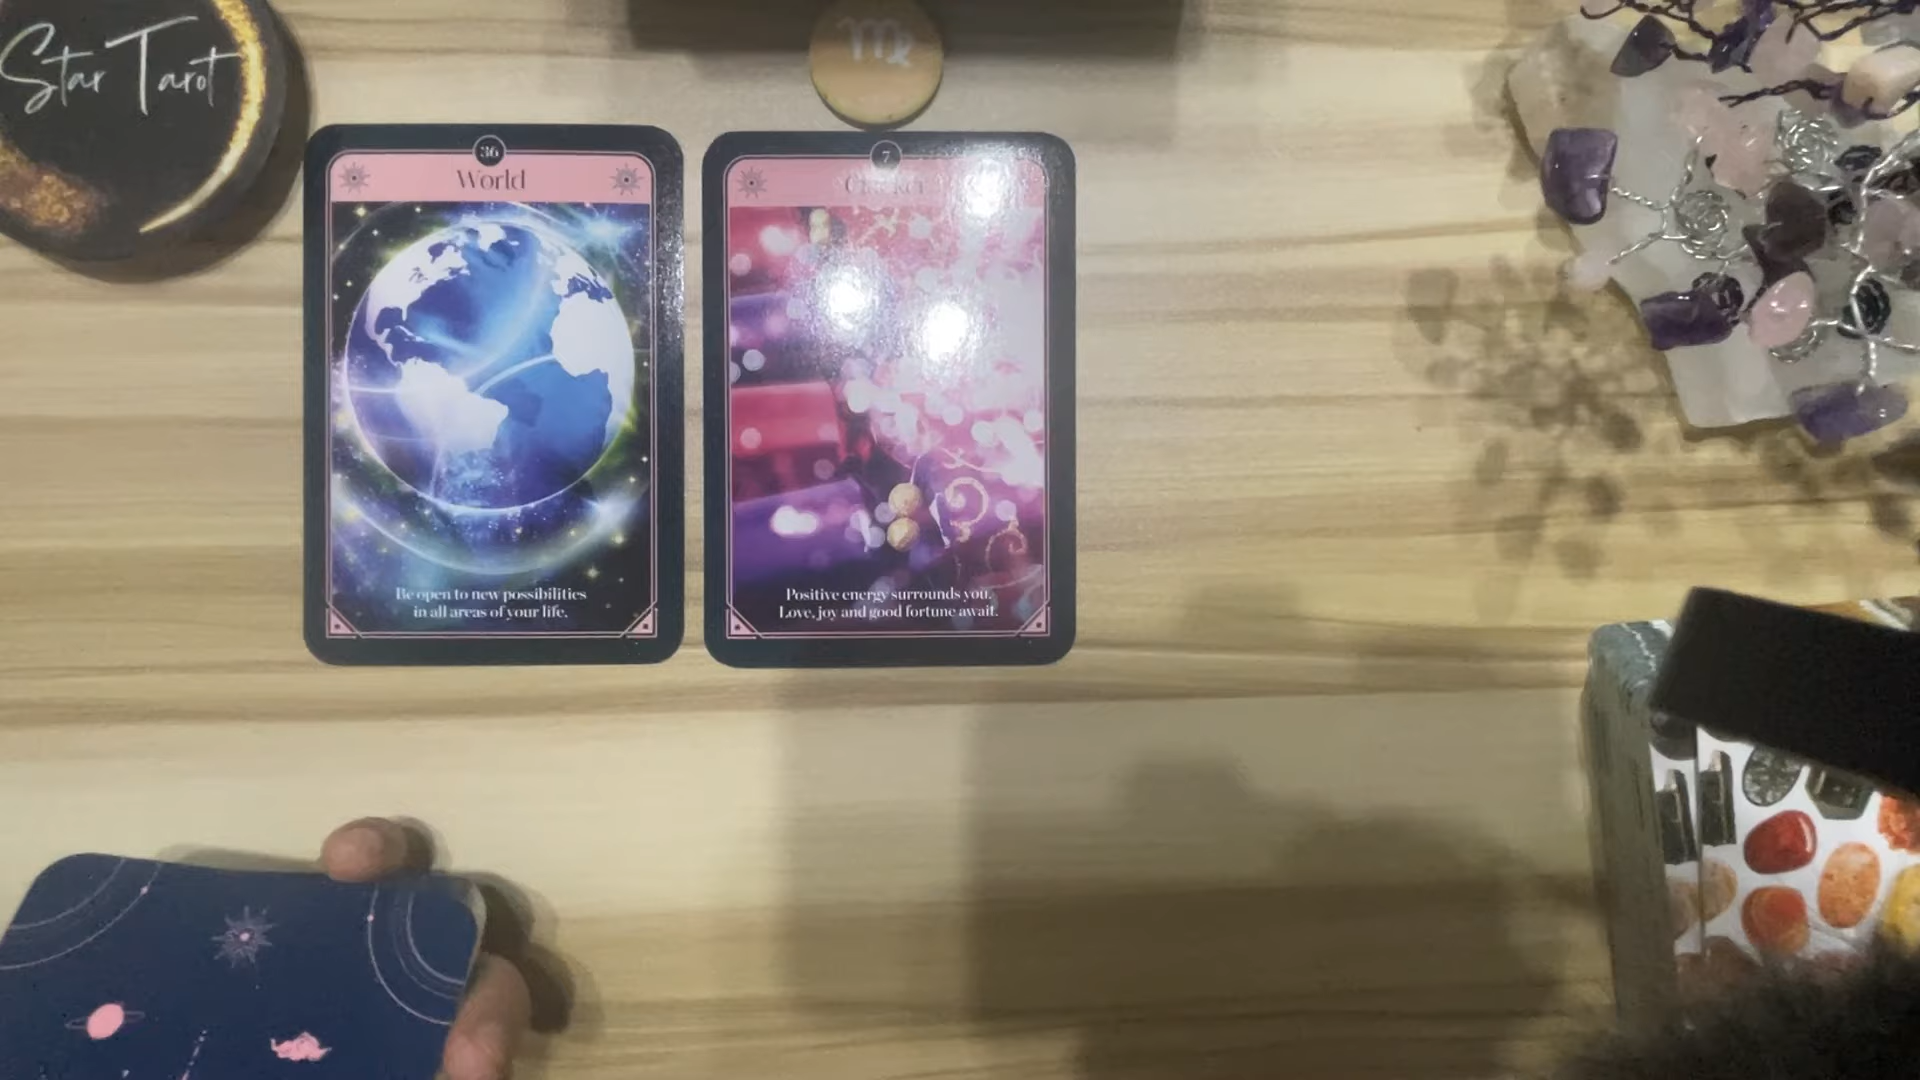 Star Tarot
36
World
Be open to new possibilities
in all areas of your life.
7
Positive energy surrounds you.
Love, joy and good fortune await.